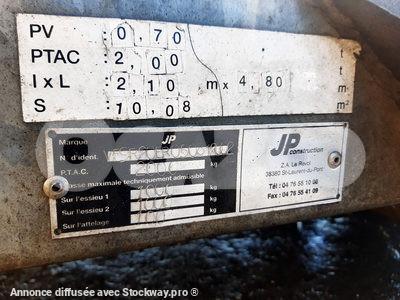 PV : 0,70 t
PTAC : 2,00 t
l x L : 2,10 m x 4,80 m
S : 10,08 m²
Marque JP
N° d'ident.
P.T.A.C. kg
Masse maximale techniquement admissible
Sur l'essieu 1 kg
Sur l'essieu 2 kg
Sur l'attelage kg
JP construction
Z.A. Le Revol
38380 St-Laurent-du-Pont
Tél : 04 76 55 10 98
Fax : 04 76 55 41 09
Annonce diffusée avec Stockway.pro ®